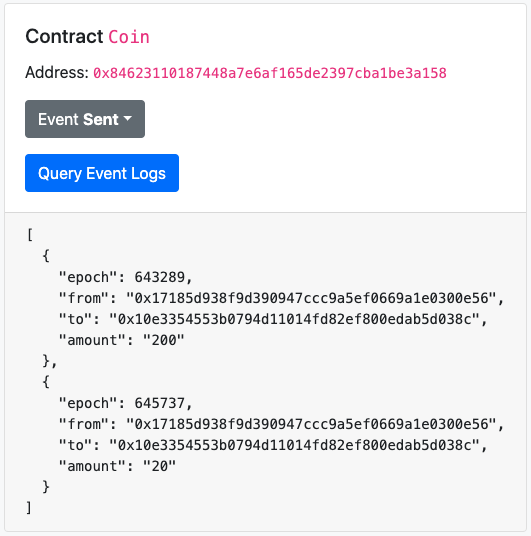 Contract Coin
Address: 0x84623110187448a7e6af165de2397cba1be3a158
Event Sent
Query Event Logs
[
  {
    "epoch": 643289,
    "from": "0x17185d938f9d390947ccc9a5ef0669a1e0300e56",
    "to": "0x10e3354553b0794d11014fd82ef800edab5d038c",
    "amount": "200"
  },
  {
    "epoch": 645737,
    "from": "0x17185d938f9d390947ccc9a5ef0669a1e0300e56",
    "to": "0x10e3354553b0794d11014fd82ef800edab5d038c",
    "amount": "20"
  }
]